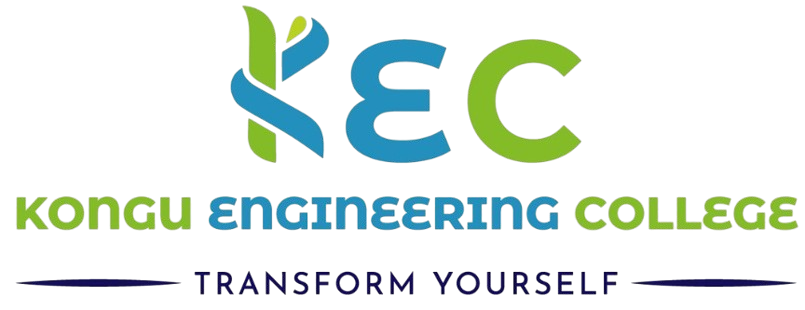 KEC
KONGU ENGINEERING COLLEGE
TRANSFORM YOURSELF